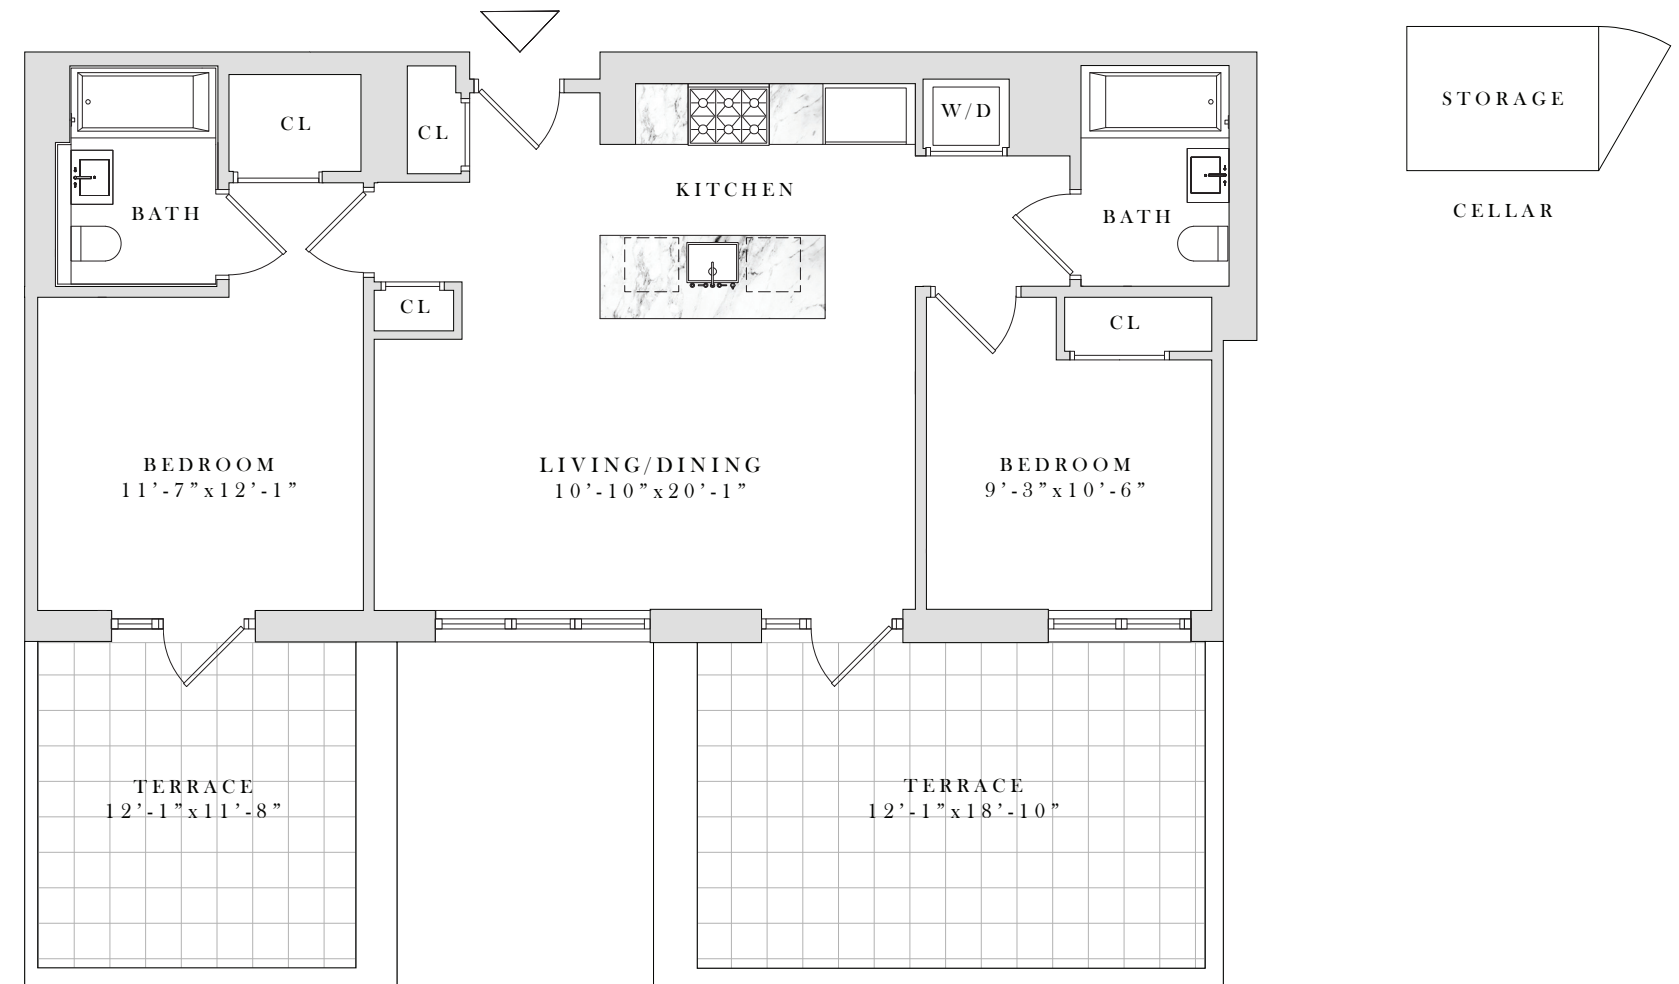 CL
CL
W/D
STORAGE
KITCHEN
BATH
BATH
CELLAR
CL
CL
BEDROOM
11’-7”x12’-1”
LIVING/DINING
10’-10”x20’-1”
BEDROOM
9’-3”x10’-6”
TERRACE
12’-1”x11’-8”
TERRACE
12’-1”x18’-10”